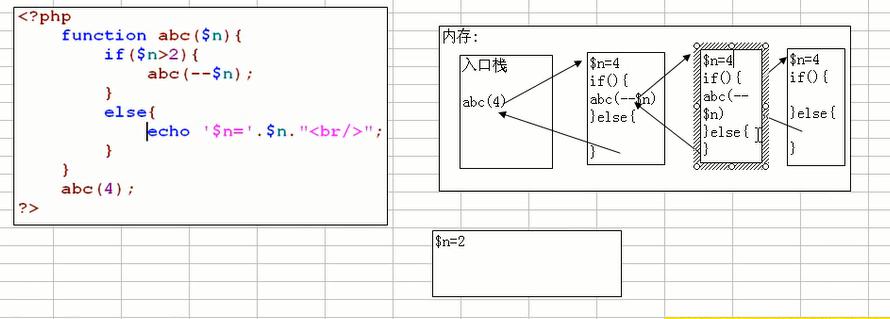 <?php
function abc($n){
if($n>2){
abc(--$n);
}
else{
echo '$n='.$n."<br/>";
}
}
abc(4);
?>
内存:
入口栈
abc(4)
$n=4
if(){
abc(--$n)
}else{
}
$n=4
if(){
abc(--
$n)
}else{
}
$n=4
if(){
}else{
}
$n=2